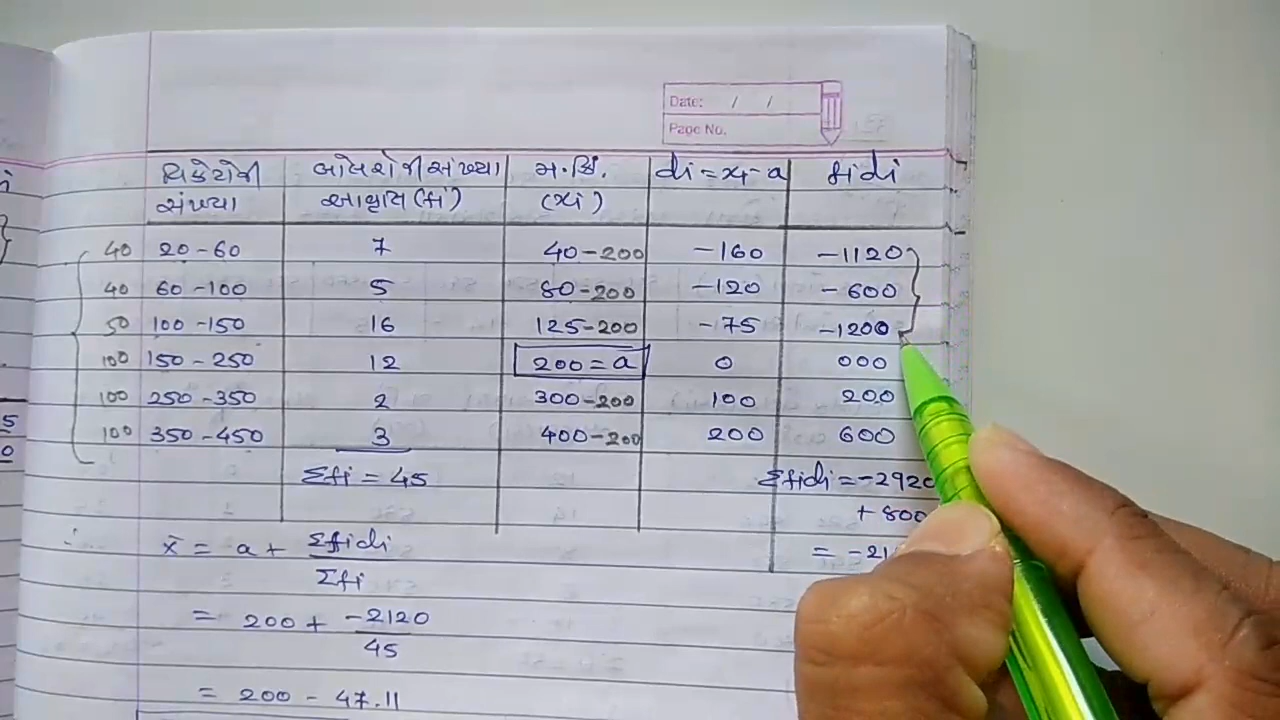 Date: / /
Page No.
વિકેટોની બોલરોની સંખ્યા મ.કિં. di = xi - a fidi
સંખ્યા આવૃત્તિ (fi) (xi)
40 20-60 7 40-200 -160 -1120
40 60-100 5 80-200 -120 -600
50 100-150 16 125-200 -75 -1200
100 150-250 12 200 = a 0 000
100 250-350 2 300-200 100 200
100 350-450 3 400-200 200 600
Σfi = 45 Σfidi = -2920
+ 800
= -21
x̄ = a + Σfidi
Σfi
= 200 + -2120
45
= 200 - 47.11
5
0